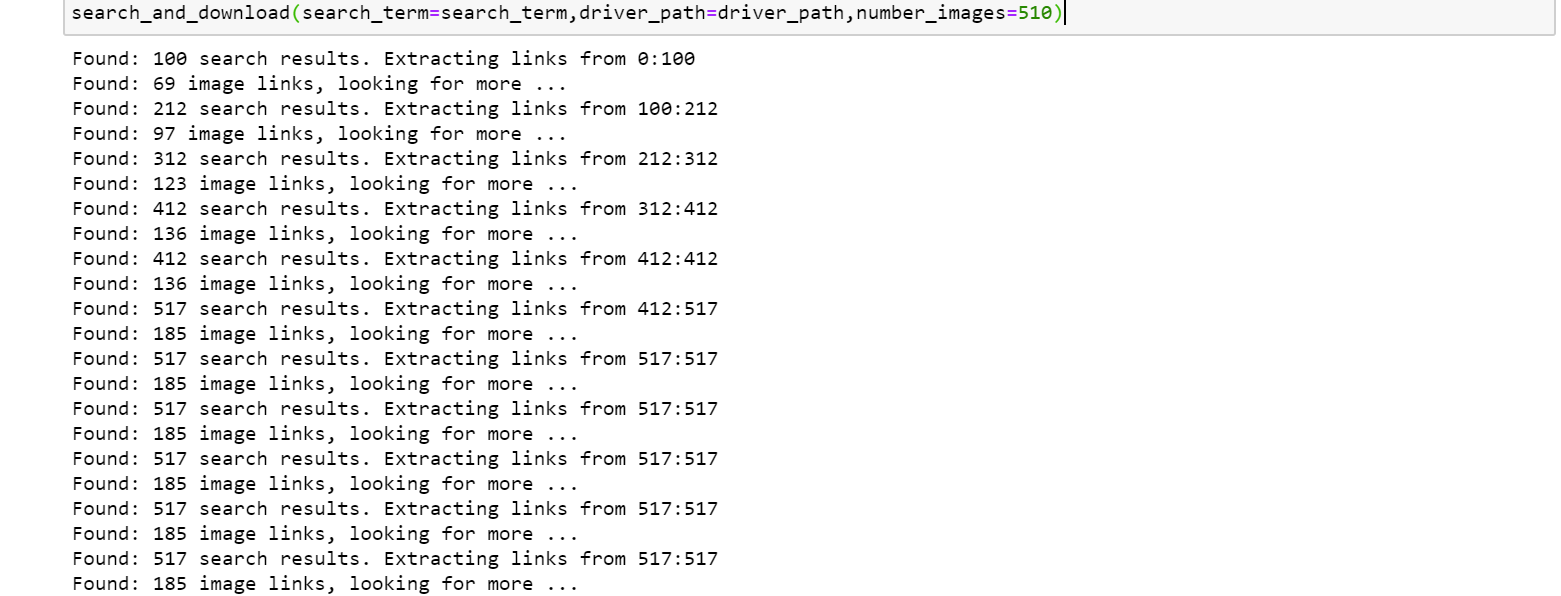 search_and_download(search_term=search_term,driver_path=driver_path,number_images=510)
Found: 100 search results. Extracting links from 0:100
Found: 69 image links, looking for more ...
Found: 212 search results. Extracting links from 100:212
Found: 97 image links, looking for more ...
Found: 312 search results. Extracting links from 212:312
Found: 123 image links, looking for more ...
Found: 412 search results. Extracting links from 312:412
Found: 136 image links, looking for more ...
Found: 412 search results. Extracting links from 412:412
Found: 136 image links, looking for more ...
Found: 517 search results. Extracting links from 412:517
Found: 185 image links, looking for more ...
Found: 517 search results. Extracting links from 517:517
Found: 185 image links, looking for more ...
Found: 517 search results. Extracting links from 517:517
Found: 185 image links, looking for more ...
Found: 517 search results. Extracting links from 517:517
Found: 185 image links, looking for more ...
Found: 517 search results. Extracting links from 517:517
Found: 185 image links, looking for more ...
Found: 517 search results. Extracting links from 517:517
Found: 185 image links, looking for more ...